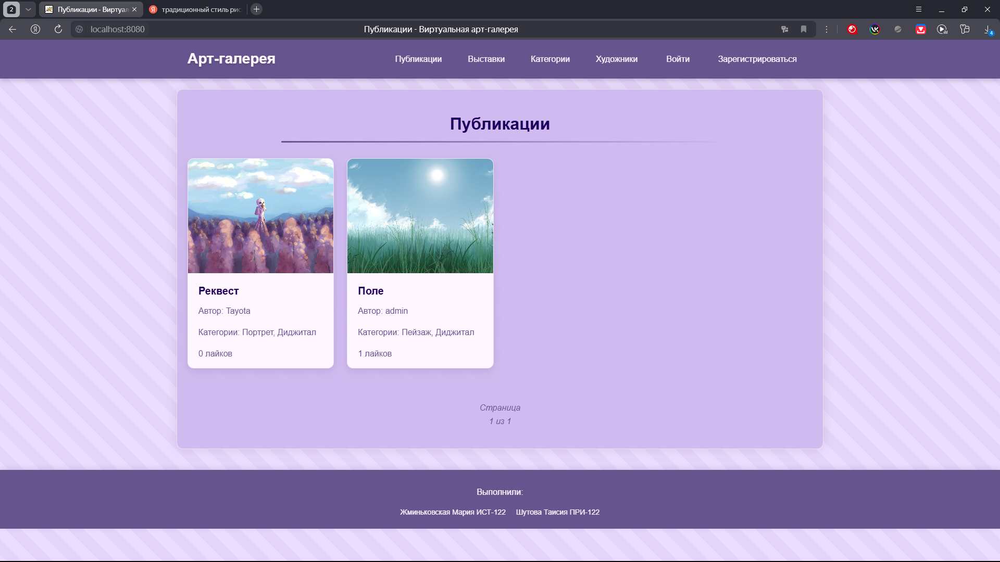 2
Публикации - Виртуал
Я
традиционный стиль рис
Я
localhost:8080
Публикации - Виртуальная арт-галерея
4
Арт-галерея
Публикации
Выставки
Категории
Художники
Войти
Зарегистрироваться
Публикации
Реквест
Автор: Tayota
Категории: Портрет, Диджитал
0 лайков
Поле
Автор: admin
Категории: Пейзаж, Диджитал
1 лайков
Страница
1 из 1
Выполнили:
Жминьковская Мария ИСТ-122
Шутова Таисия ПРИ-122